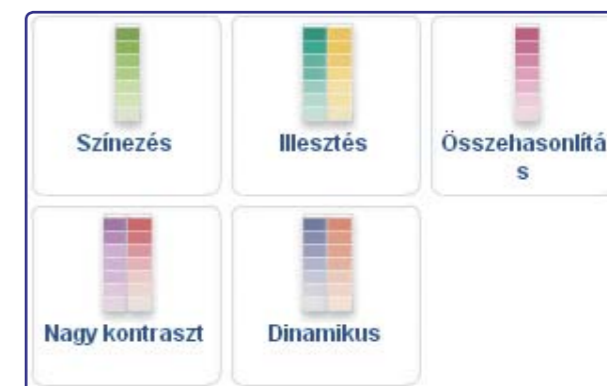 Színezés
Illesztés
Összehasonlítá
s
Nagy kontraszt
Dinamikus